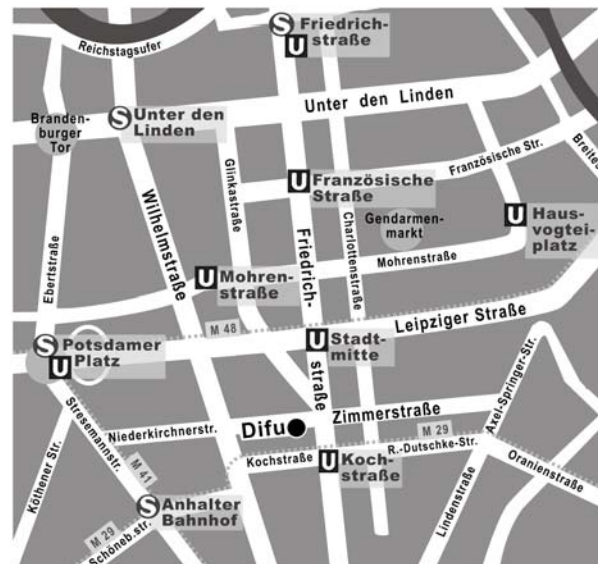 S Friedrich-
U straße
Reichstagsufer
Branden-
burger
Tor
S Unter den
Linden
Unter den Linden
Breites
Französische Str.
Glinkastraße
U Französische
Straße
Gendarmen-
markt
U Haus-
vogtei-
platz
Wilhelmstraße
Charlottenstraße
Friedrich-
straße
Ebertstraße
U Mohren-
straße
Mohrenstraße
M 48
Leipziger Straße
S Potsdamer
U Platz
U Stadt-
mitte
Axel-Springer-Str.
Stresemannstr.
Niederkirchnerstr.
Difu
Zimmerstraße
M 29
Kochstraße
U Koch-
straße
R.-Dutschke-Str.
Oranienstraße
M 41
Köthener Str.
S Anhalter
Bahnhof
M 29
Schöneb.str.
Lindenstraße